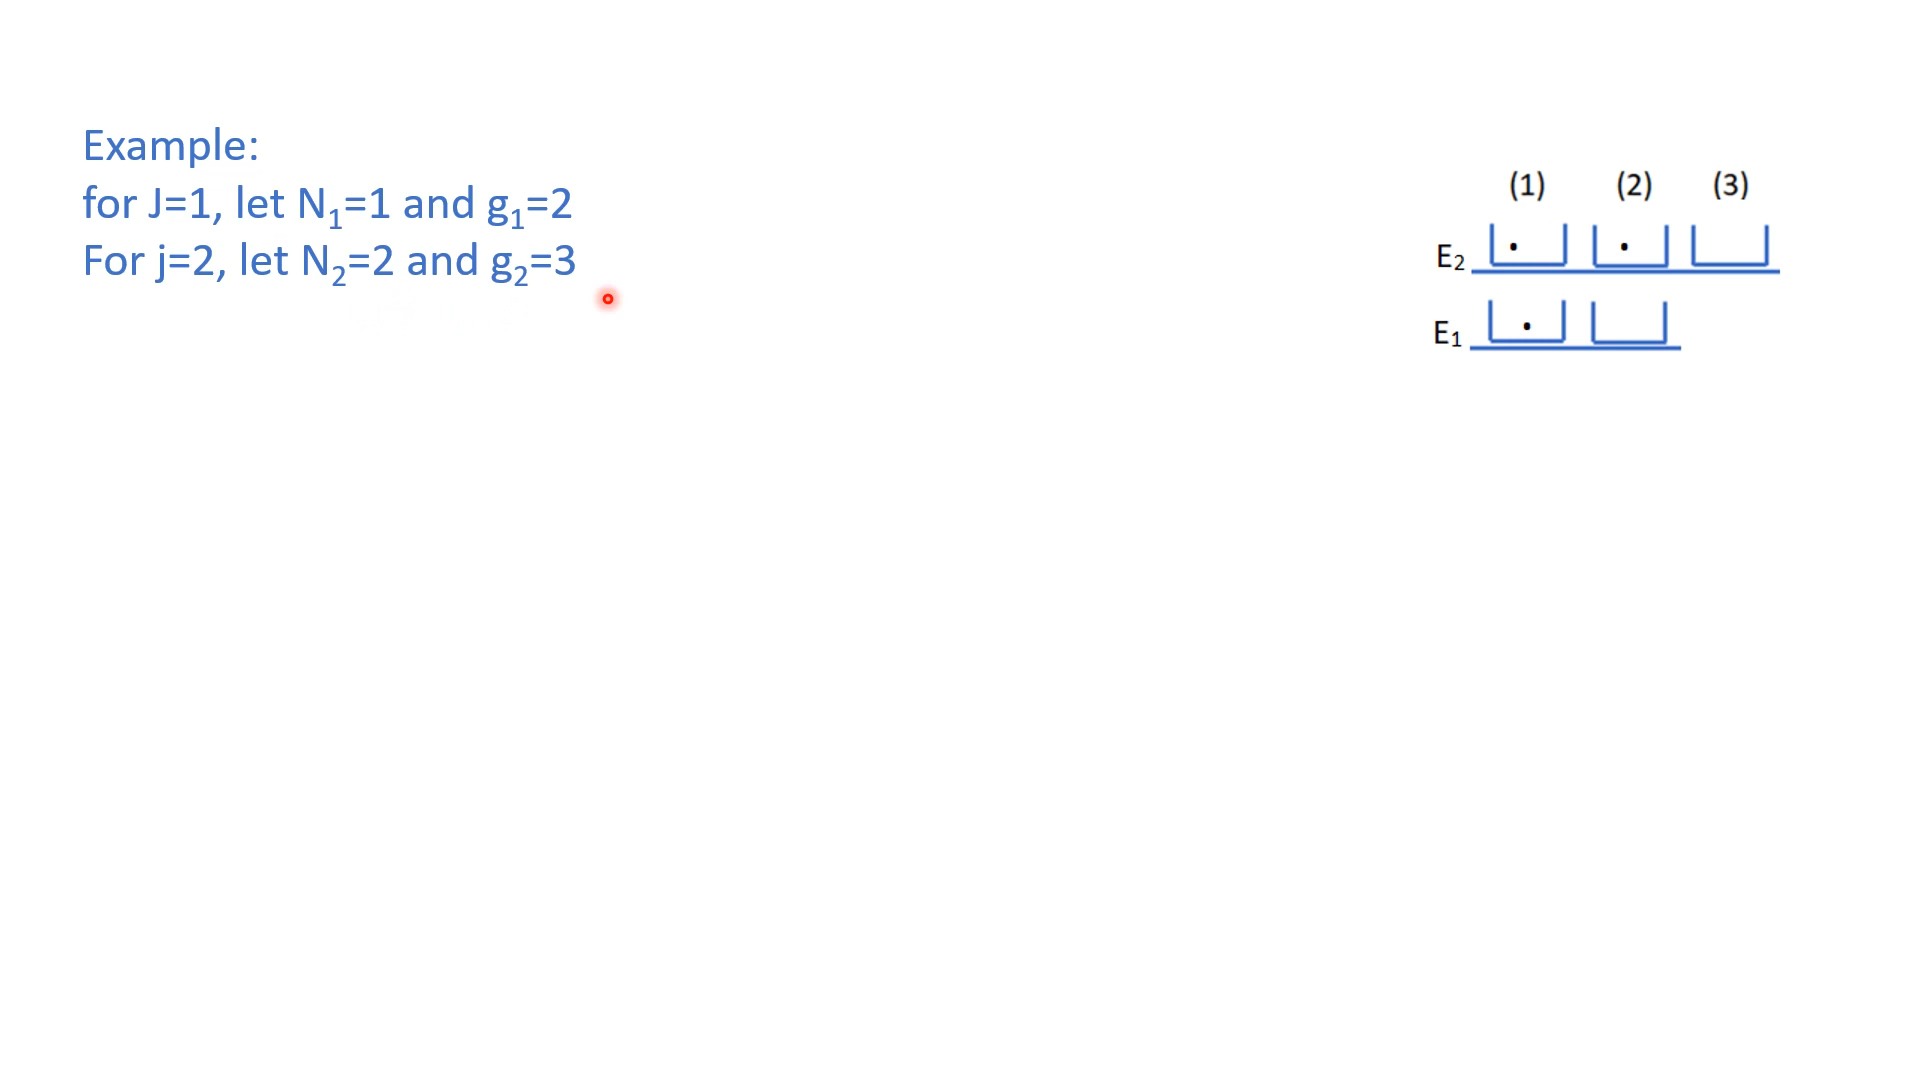 Example:
for J=1, let N₁=1 and g₁=2
For j=2, let N₂=2 and g₂=3
(1) (2) (3)
E₂
E₁